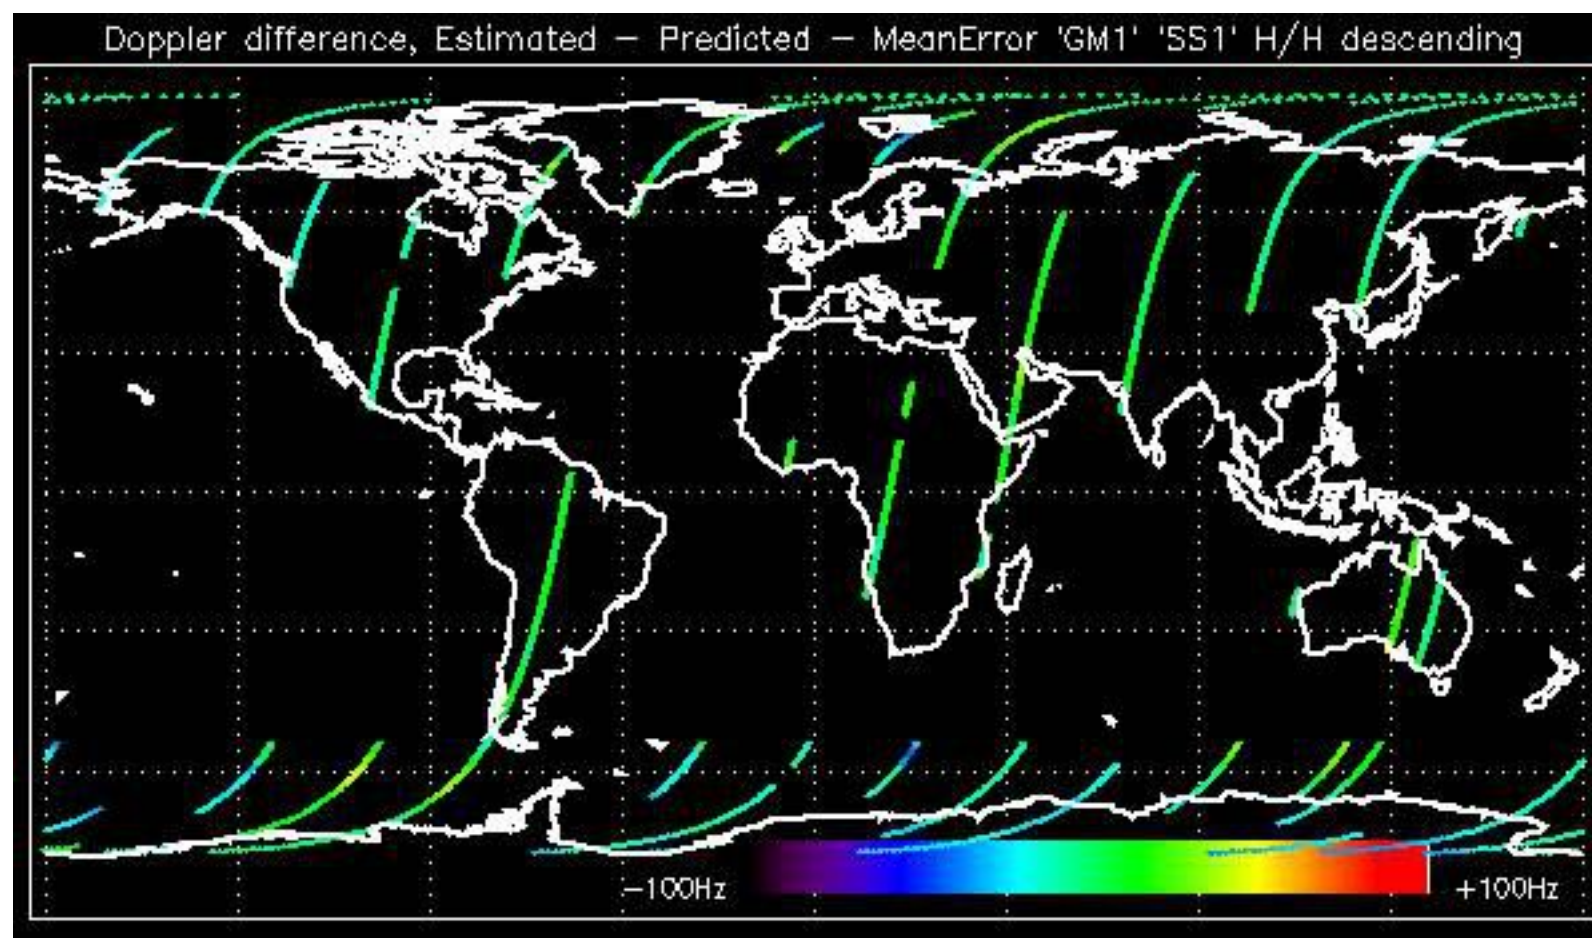 Doppler difference, Estimated – Predicted – MeanError 'GM1' 'SS1' H/H descending
−100Hz
+100Hz